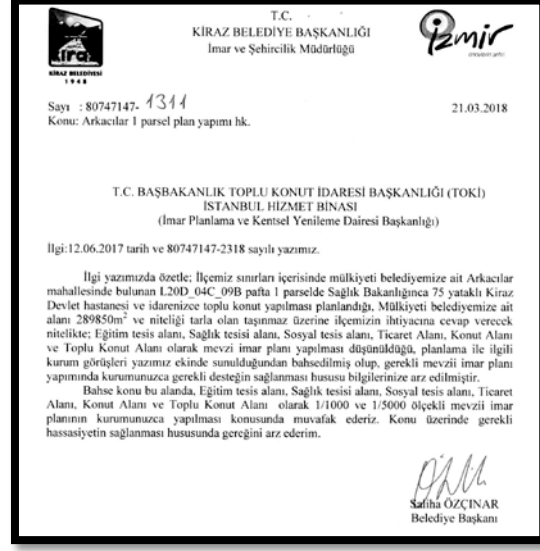 T.C.
KİRAZ BELEDİYE BAŞKANLIĞI
İmar ve Şehircilik Müdürlüğü
KİRAZ BELEDİYESİ
1948
izmir
Sayı : 80747147- 1311
21.03.2018
Konu: Arkacılar 1 parsel plan yapımı hk.
T.C. BAŞBAKANLIK TOPLU KONUT İDARESİ BAŞKANLIĞI (TOKİ)
İSTANBUL HİZMET BİNASI
(İmar Planlama ve Kentsel Yenileme Dairesi Başkanlığı)
İlgi:12.06.2017 tarih ve 80747147-2318 sayılı yazımız.
İlgi yazımızda özetle; İlçemiz sınırları içerisinde mülkiyeti belediyemize ait Arkacılar
mahallesinde bulunan L20D_04C_09B pafta 1 parselde Sağlık Bakanlığınca 75 yataklı Kiraz
Devlet hastanesi ve idarenizce toplu konut yapılması planlandığı, Mülkiyeti belediyemize ait
alanı 289850m² ve niteliği tarla olan taşınmaz üzerine ilçemizin ihtiyacına cevap verecek
nitelikte; Eğitim tesis alanı, Sağlık tesisi alanı, Sosyal tesis alanı, Ticaret Alanı, Konut Alanı
ve Toplu Konut Alanı olarak mevzi imar planı yapılması düşünüldüğü, planlama ile ilgili
kurum görüşleri yazımız ekinde sunulduğundan bahsedilmiş olup, gerekli mevzii imar planı
yapımında kurumunuzca gerekli desteğin sağlanması hususu bilgilerinize arz edilmiştir.
Bahse konu bu alanda, Eğitim tesis alanı, Sağlık tesisi alanı, Sosyal tesis alanı, Ticaret
Alanı, Konut Alanı ve Toplu Konut Alanı olarak 1/1000 ve 1/5000 ölçekli mevzii imar
planının kurumunuzca yapılması konusunda muvafak ederiz. Konu üzerinde gerekli
hassasiyetin sağlanması hususunda gereğini arz ederim.
Saliha ÖZÇINAR
Belediye Başkanı